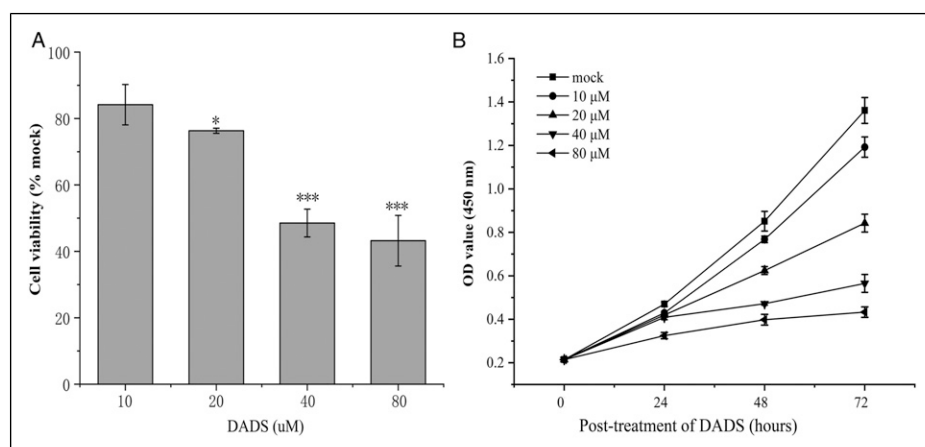 A
Cell viability (% mock)
100
80
60
40
20
0
*
***
***
10 20 40 80
DADS (uM)
B
OD value (450 nm)
1.6
1.4
1.2
1.0
0.8
0.6
0.4
0.2
mock
10 μM
20 μM
40 μM
80 μM
0 24 48 72
Post-treatment of DADS (hours)